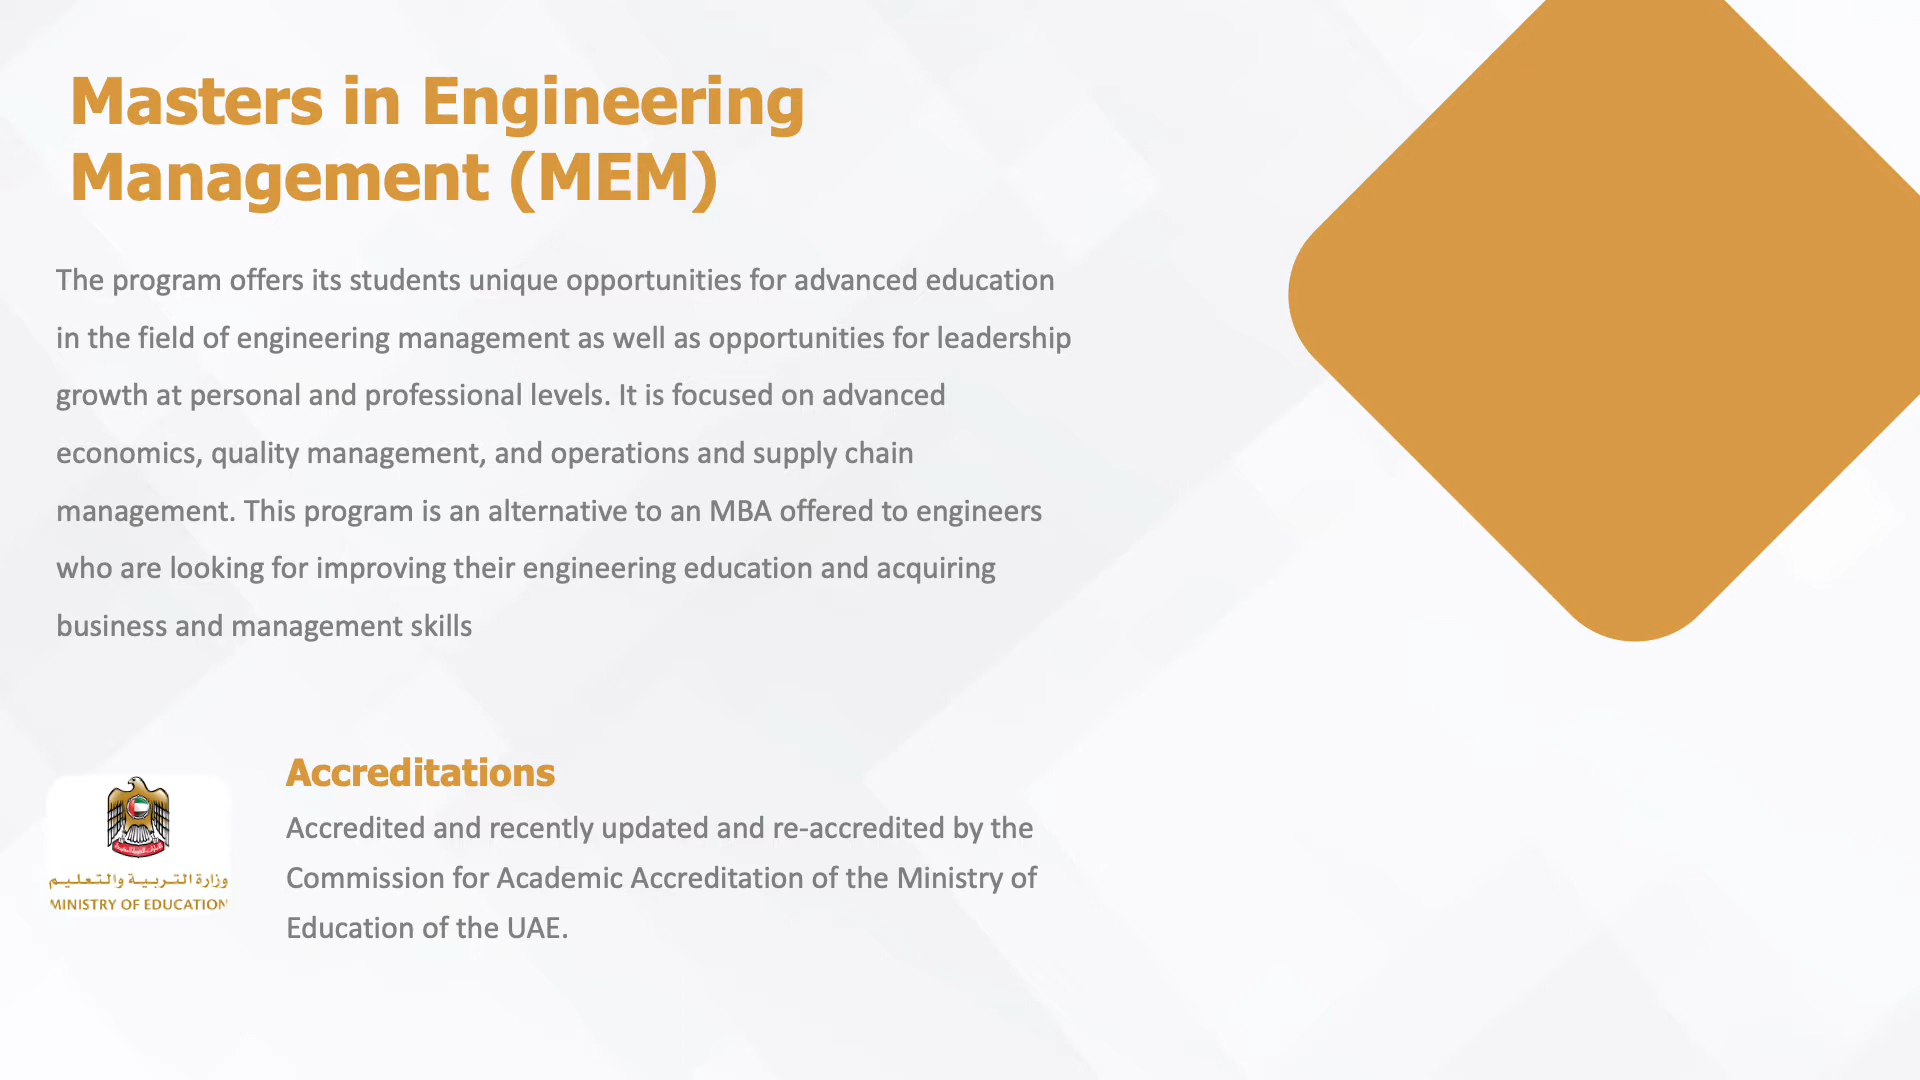 Masters in Engineering
Management (MEM)
The program offers its students unique opportunities for advanced education
in the field of engineering management as well as opportunities for leadership
growth at personal and professional levels. It is focused on advanced
economics, quality management, and operations and supply chain
management. This program is an alternative to an MBA offered to engineers
who are looking for improving their engineering education and acquiring
business and management skills
Accreditations
Accredited and recently updated and re-accredited by the
Commission for Academic Accreditation of the Ministry of
Education of the UAE.
وزارة التربية والتعليم
MINISTRY OF EDUCATION